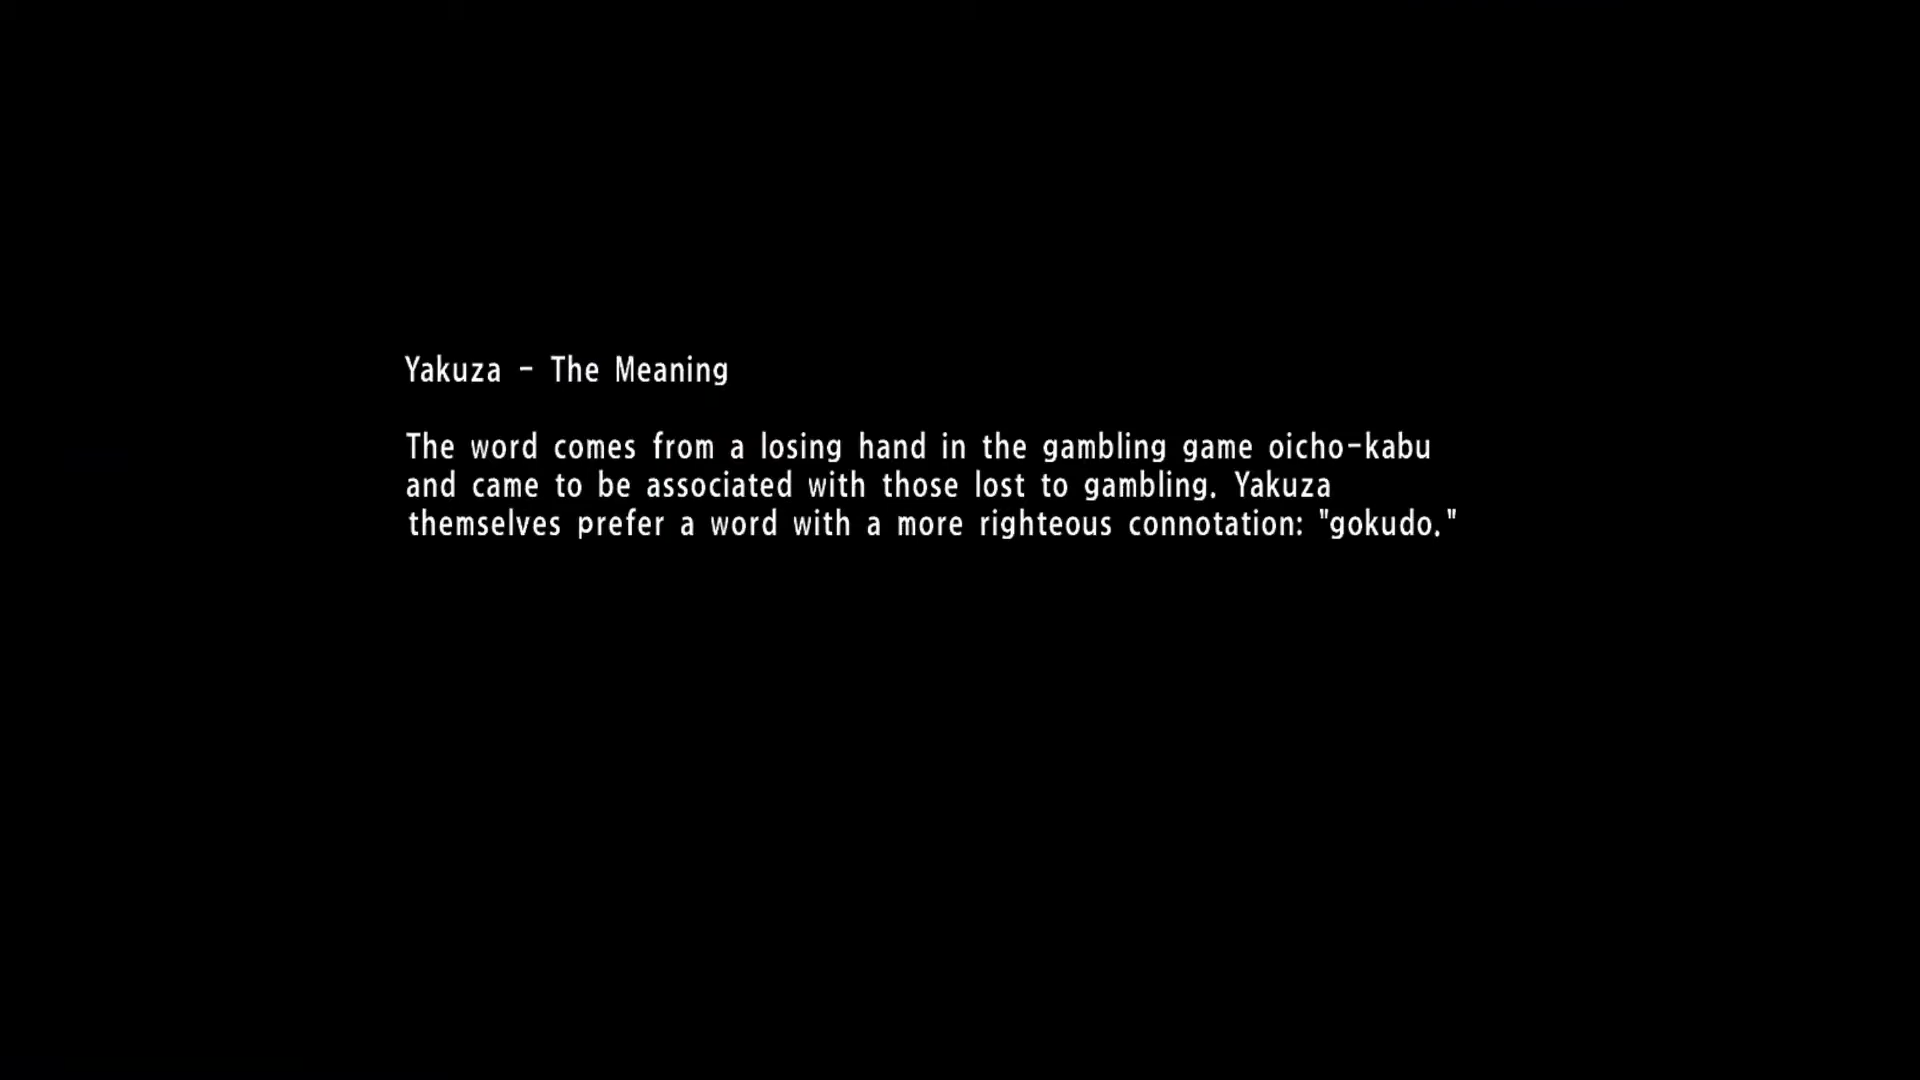 Yakuza - The Meaning
The word comes from a losing hand in the gambling game oicho-kabu
and came to be associated with those lost to gambling. Yakuza
themselves prefer a word with a more righteous connotation: "gokudo."